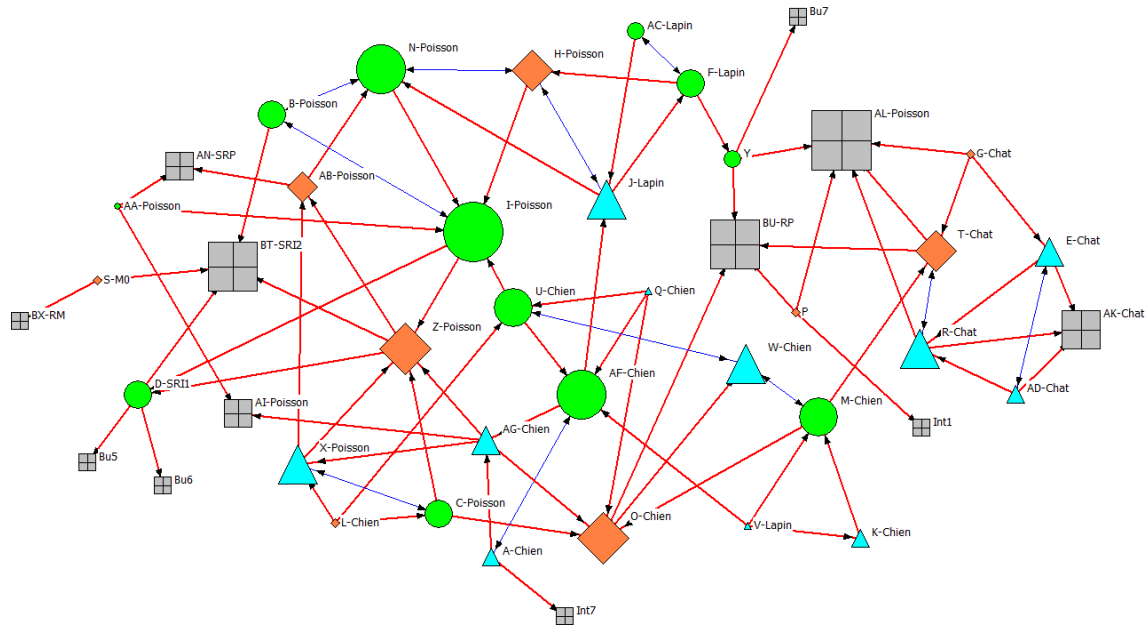 Bu7
AC-Lapin
N-Poisson
H-Poisson
F-Lapin
B-Poisson
AL-Poisson
AN-SRP
Y
G-Chat
AB-Poisson
J-Lapin
AA-Poisson
I-Poisson
BU-RP
T-Chat
E-Chat
BT-SRI2
S-M0
U-Chien
Q-Chien
BX-RM
P
AK-Chat
Z-Poisson
R-Chat
W-Chien
AF-Chien
D-SRI1
AD-Chat
M-Chien
AI-Poisson
Int1
AG-Chien
X-Poisson
Bu5
Bu6
C-Poisson
L-Chien
O-Chien
V-Lapin
K-Chien
A-Chien
Int7